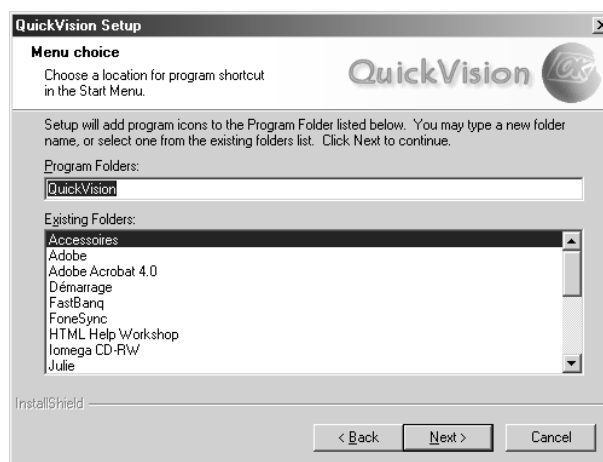 QuickVision Setup
Menu choice
Choose a location for program shortcut
in the Start Menu.
QuickVision
OK
Setup will add program icons to the Program Folder listed below. You may type a new folder
name, or select one from the existing folders list. Click Next to continue.
Program Folders:
QuickVision
Existing Folders:
Accessoires
Adobe
Adobe Acrobat 4.0
Démarrage
FastBanq
FoneSync
HTML Help Workshop
Iomega CD-RW
Julie
InstallShield
< Back
Next >
Cancel